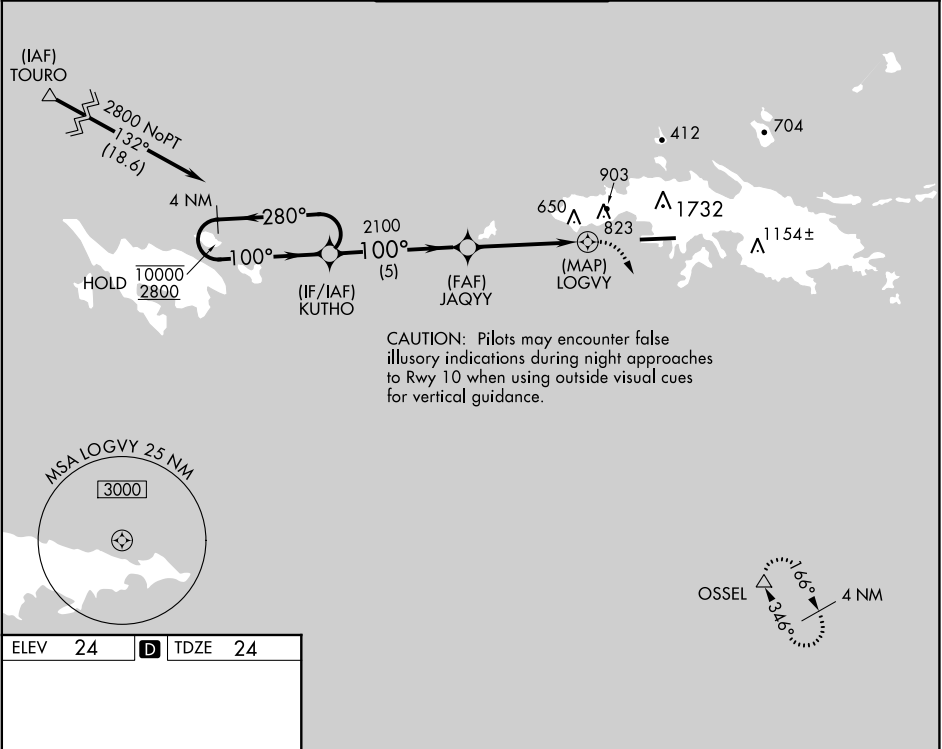 (IAF)
TOURO
2800 NoPT
132°
(18.6)
4 NM
280°
100°
HOLD
10000
2800
(IF/IAF)
KUTHO
2100
100°
(5)
(FAF)
JAQYY
(MAP)
LOGVY
650
903
823
412
704
1732
1154±
CAUTION: Pilots may encounter false
illusory indications during night approaches
to Rwy 10 when using outside visual cues
for vertical guidance.
MSA LOGVY 25 NM
3000
OSSEL
166°
346°
4 NM
ELEV 24 D TDZE 24